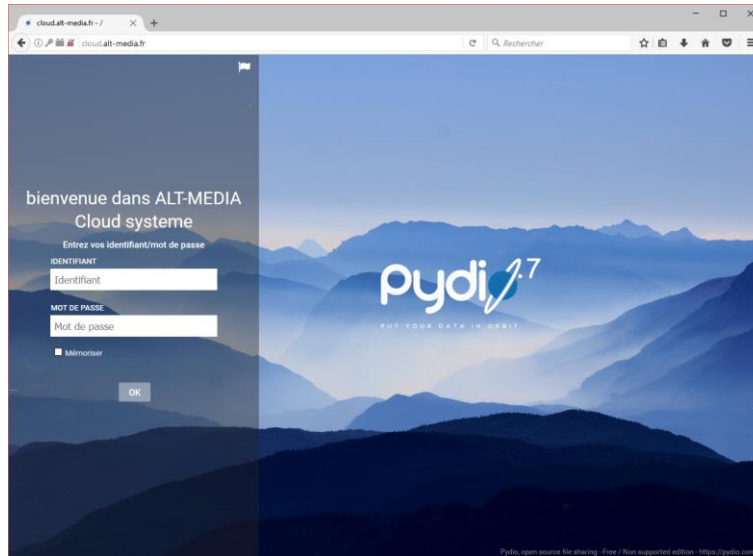 cloud.alt-media.fr - /
cloud.alt-media.fr
Rechercher
bienvenue dans ALT-MEDIA
Cloud systeme
Entrez vos identifiant/mot de passe
IDENTIFIANT
Identifiant
MOT DE PASSE
Mot de passe
Mémoriser
OK
pydio.7
PUT YOUR DATA IN ORBIT
Pydio, open source file sharing - Free / Non supported edition - https://pydio.com